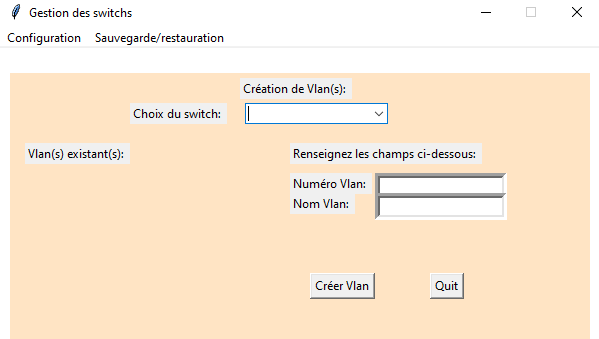 Gestion des switchs
Configuration Sauvegarde/restauration
Création de Vlan(s):
Choix du switch:
Vlan(s) existant(s):
Renseignez les champs ci-dessous:
Numéro Vlan:
Nom Vlan:
Créer Vlan
Quit